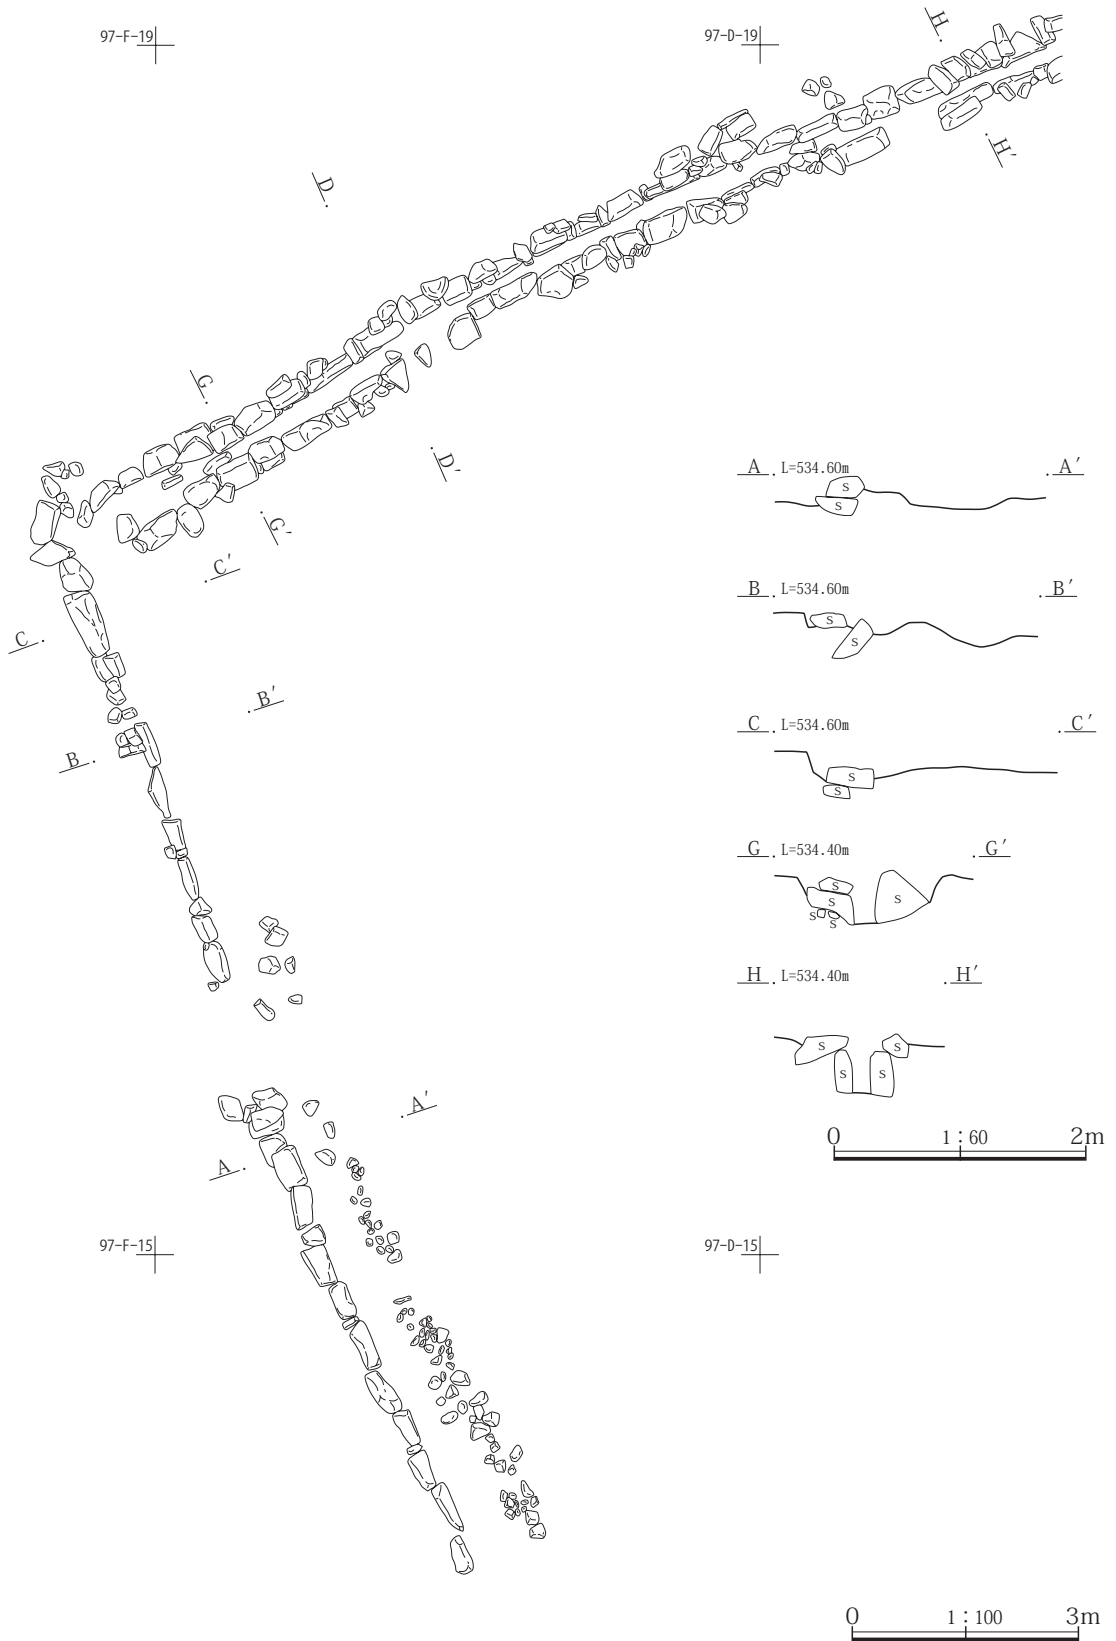 97-F-19
97-D-19
H
H′
D
G
D′
G′
C′
C
B′
B
A′
A
97-F-15
97-D-15
A L=534.60m A′
S
S
B L=534.60m B′
S
S
C L=534.60m C′
S
S
G L=534.40m G′
S
S
S
S
S
H L=534.40m H′
S
S
S
S
0 1:60 2m
0 1:100 3m